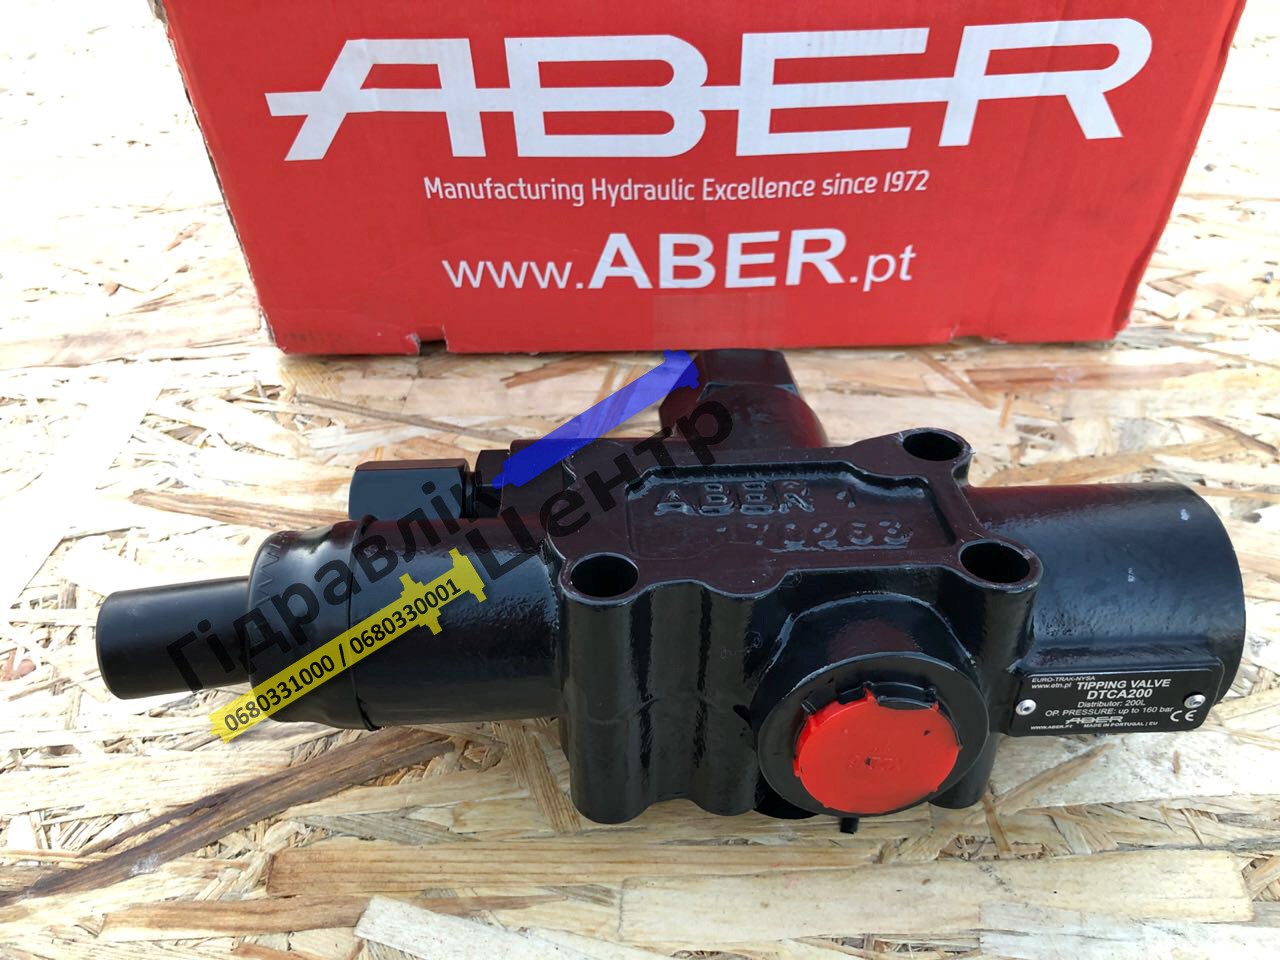 ABER
Manufacturing Hydraulic Excellence since 1972
www.ABER.pt
ABER 1
Гідравлік
Центр
0680331000 / 0680330001
EURO-TRAK-NYSA
www.etn.pl TIPPING VALVE
DTCA200
Distributor: 200L
OP. PRESSURE: up to 160 bar
ABER CE
WWW.ABER.PT MADE IN PORTUGAL / EU